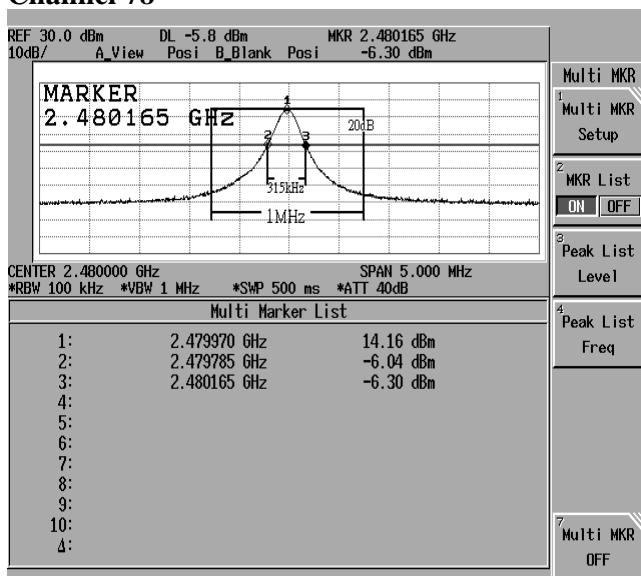 Channel 78
REF 30.0 dBm DL -5.8 dBm MKR 2.480165 GHz
10dB/ A_View Posi B_Blank Posi -6.30 dBm
MARKER
2.480165 GHz
1
2
3
20dB
315kHz
1MHz
CENTER 2.480000 GHz SPAN 5.000 MHz
*RBW 100 kHz *VBW 1 MHz *SWP 500 ms *ATT 40dB
Multi Marker List
1: 2.479970 GHz 14.16 dBm
2: 2.479785 GHz -6.04 dBm
3: 2.480165 GHz -6.30 dBm
4:
5:
6:
7:
8:
9:
10:
Δ:
Multi MKR
1 Multi MKR
Setup
2 MKR List
ON OFF
3 Peak List
Level
4 Peak List
Freq
7 Multi MKR
OFF